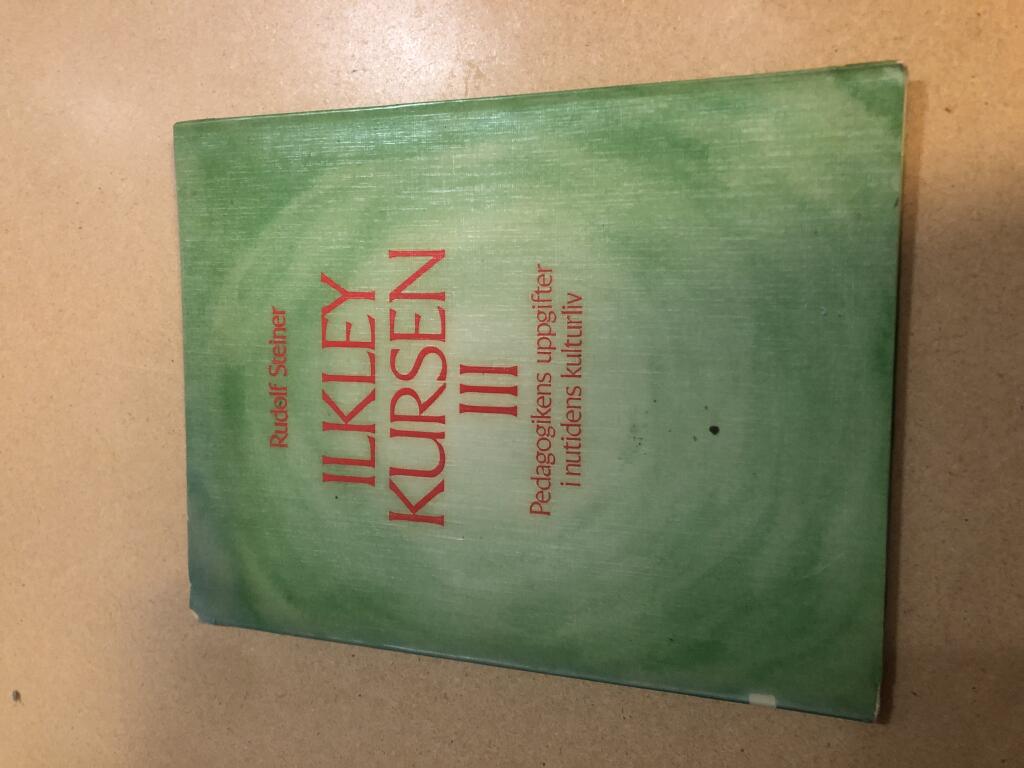 Rudolf Steiner
ILKLEY
KURSEN
III
Pedagogikens uppgifter
i nutidens kulturliv